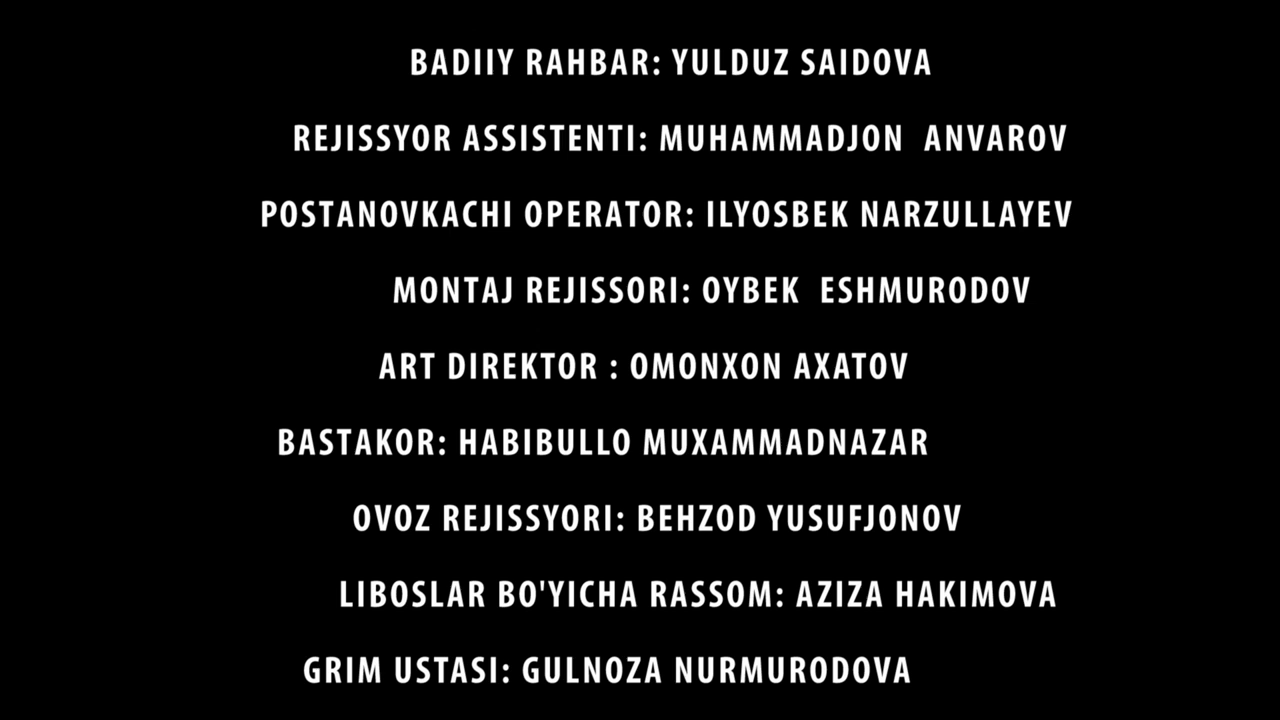 BADIIY RAHBAR: YULDUZ SAIDOVA
REJISSYOR ASSISTENTI: MUHAMMADJON  ANVAROV
POSTANOVKACHI OPERATOR: ILYOSBEK NARZULLAYEV
MONTAJ REJISSORI: OYBEK  ESHMURODOV
ART DIREKTOR : OMONXON AXATOV
BASTAKOR: HABIBULLO MUXAMMADNAZAR
OVOZ REJISSYORI: BEHZOD YUSUFJONOV
LIBOSLAR BO'YICHA RASSOM: AZIZA HAKIMOVA
GRIM USTASI: GULNOZA NURMURODOVA